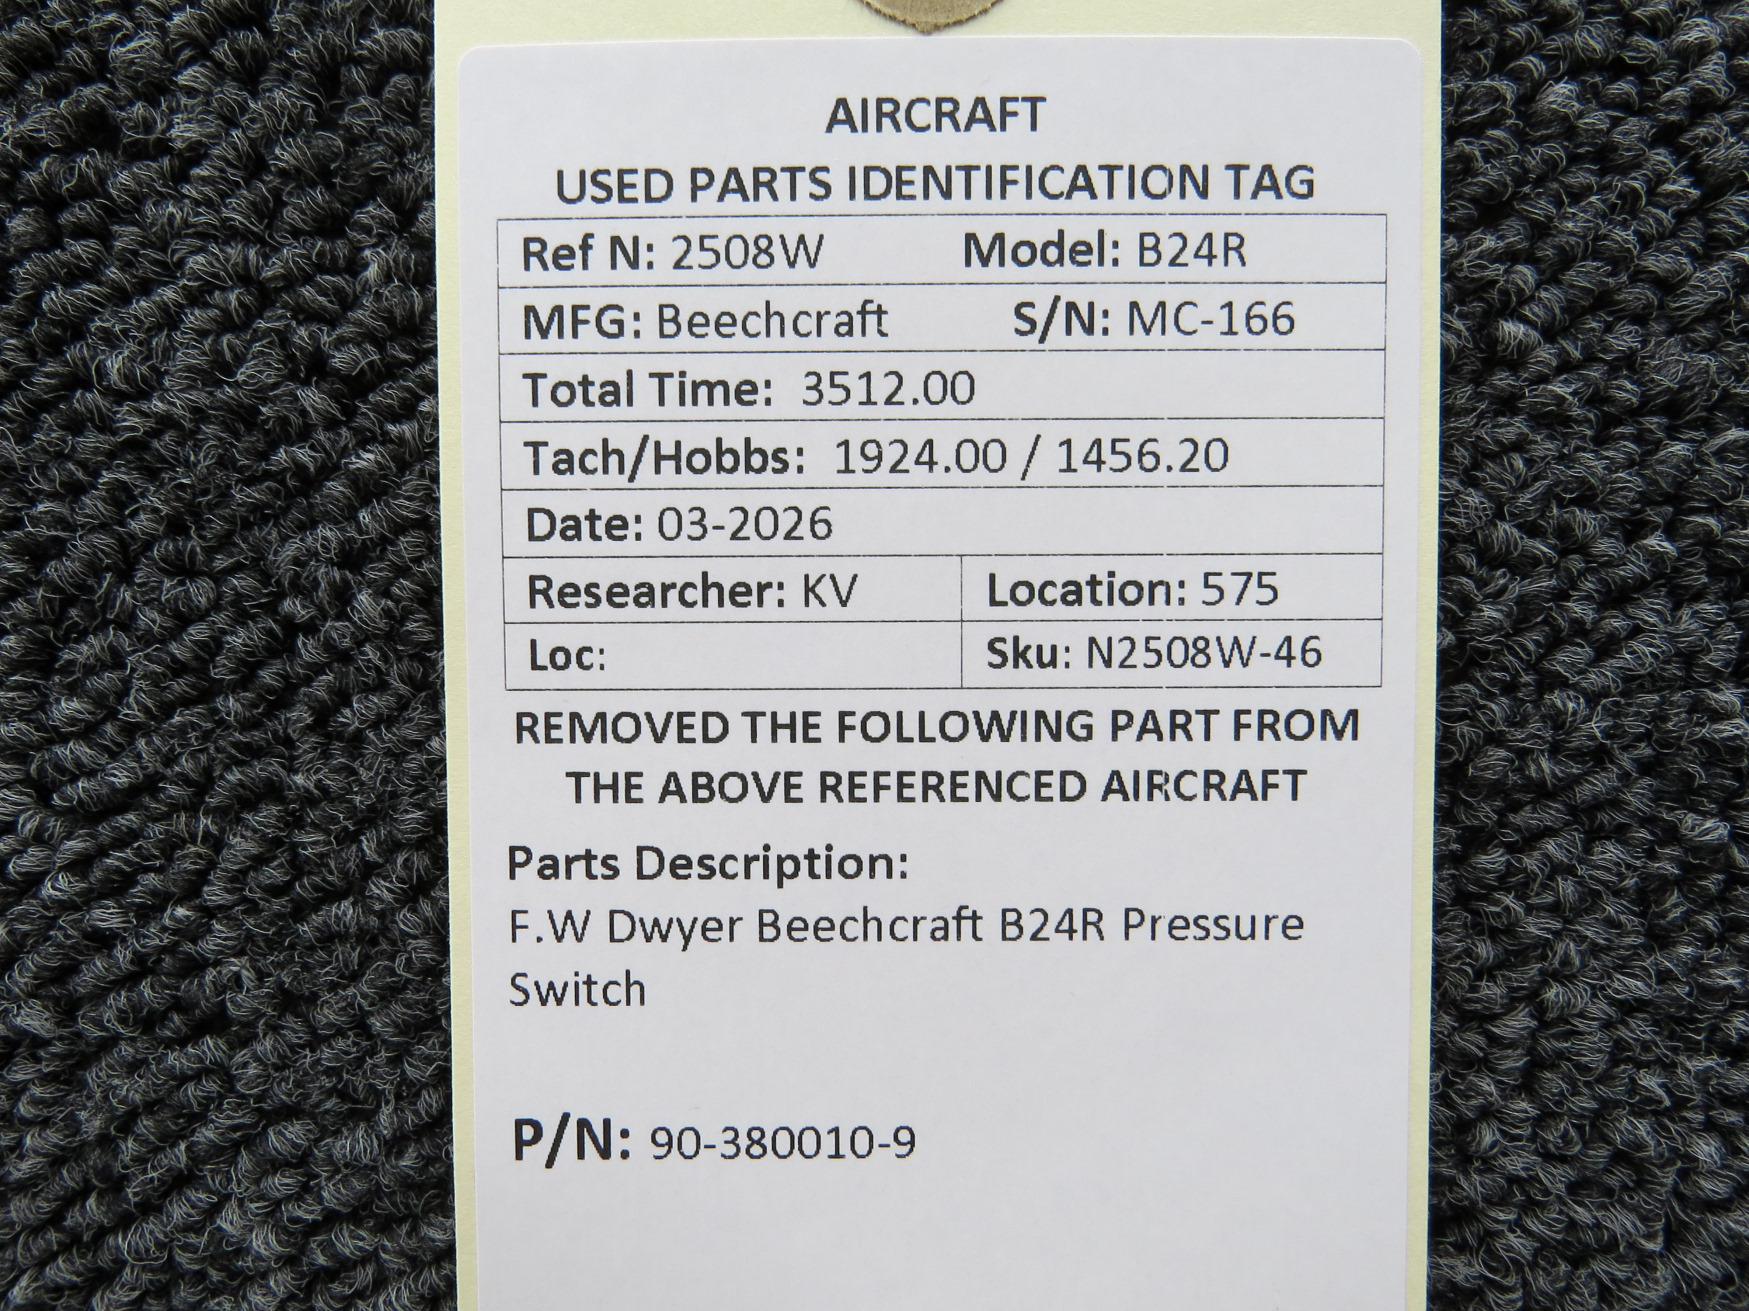 AIRCRAFT
USED PARTS IDENTIFICATION TAG
Ref N: 2508W Model: B24R
MFG: Beechcraft S/N: MC-166
Total Time: 3512.00
Tach/Hobbs: 1924.00 / 1456.20
Date: 03-2026
Researcher: KV Location: 575
Loc: Sku: N2508W-46
REMOVED THE FOLLOWING PART FROM
THE ABOVE REFERENCED AIRCRAFT
Parts Description:
F.W Dwyer Beechcraft B24R Pressure
Switch
P/N: 90-380010-9